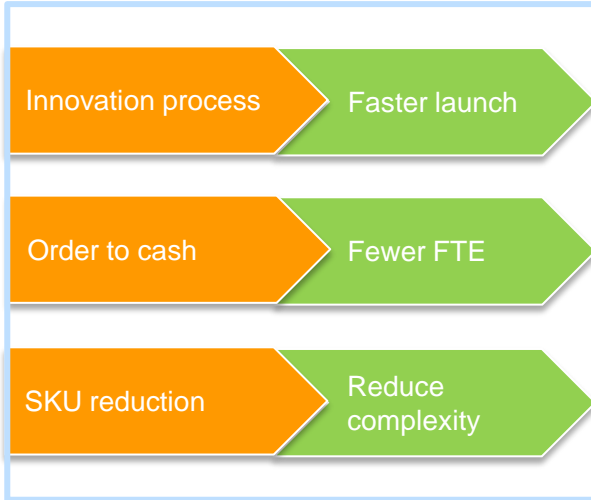 Innovation process
Faster launch
Order to cash
Fewer FTE
SKU reduction
Reduce
complexity